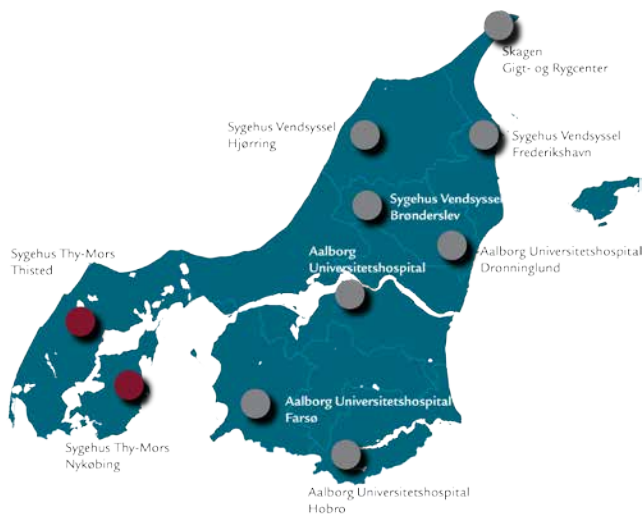 Skagen
Gigt- og Rygcenter
Sygehus Vendsyssel
Hjørring
Sygehus Vendsyssel
Frederikshavn
Sygehus Vendsyssel
Brønderslev
Sygehus Thy-Mors
Thisted
Aalborg
Universitetshospital
Aalborg Universitetshospital
Dronninglund
Aalborg Universitetshospital
Farsø
Sygehus Thy-Mors
Nykøbing
Aalborg Universitetshospital
Hobro